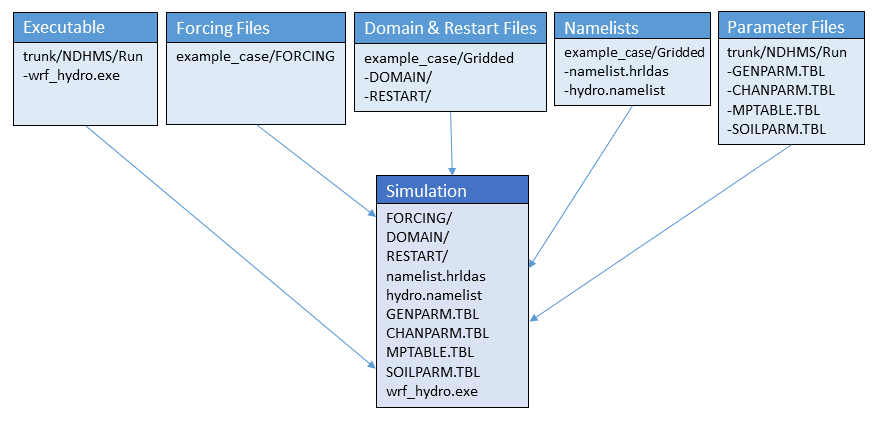 Executable
trunk/NDHMS/Run
-wrf_hydro.exe
Forcing Files
example_case/FORCING
Domain & Restart Files
example_case/Gridded
-DOMAIN/
-RESTART/
Namelists
example_case/Gridded
-namelist.hrldas
-hydro.namelist
Parameter Files
trunk/NDHMS/Run
-GENPARM.TBL
-CHANPARM.TBL
-MPTABLE.TBL
-SOILPARM.TBL
Simulation
FORCING/
DOMAIN/
RESTART/
namelist.hrldas
hydro.namelist
GENPARM.TBL
CHANPARM.TBL
MPTABLE.TBL
SOILPARM.TBL
wrf_hydro.exe